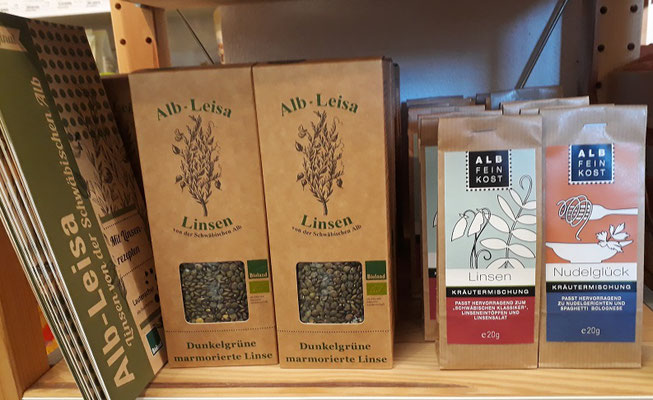 Alb-Leisa
Linsen von der Schwäbischen Alb
Mit Linsen-
rezepten
Alb-Leisa
Linsen
von der Schwäbischen Alb
Bioland
Dunkelgrüne
marmorierte Linse
Alb-Leisa
Linsen
von der Schwäbischen Alb
Bioland
Dunkelgrüne
marmorierte Linse
ALB
FEIN
KOST
Linsen
KRÄUTERMISCHUNG
PASST HERVORRAGEND ZUM
„SCHWÄBISCHEN KLASSIKER",
LINSENEINTÖPFEN UND
LINSENSALAT
℮20g
ALB
FEIN
KOST
Nudelglück
KRÄUTERMISCHUNG
PASST HERVORRAGEND
ZU NUDELGERICHTEN UND
SPAGHETTI BOLOGNESE
℮20g